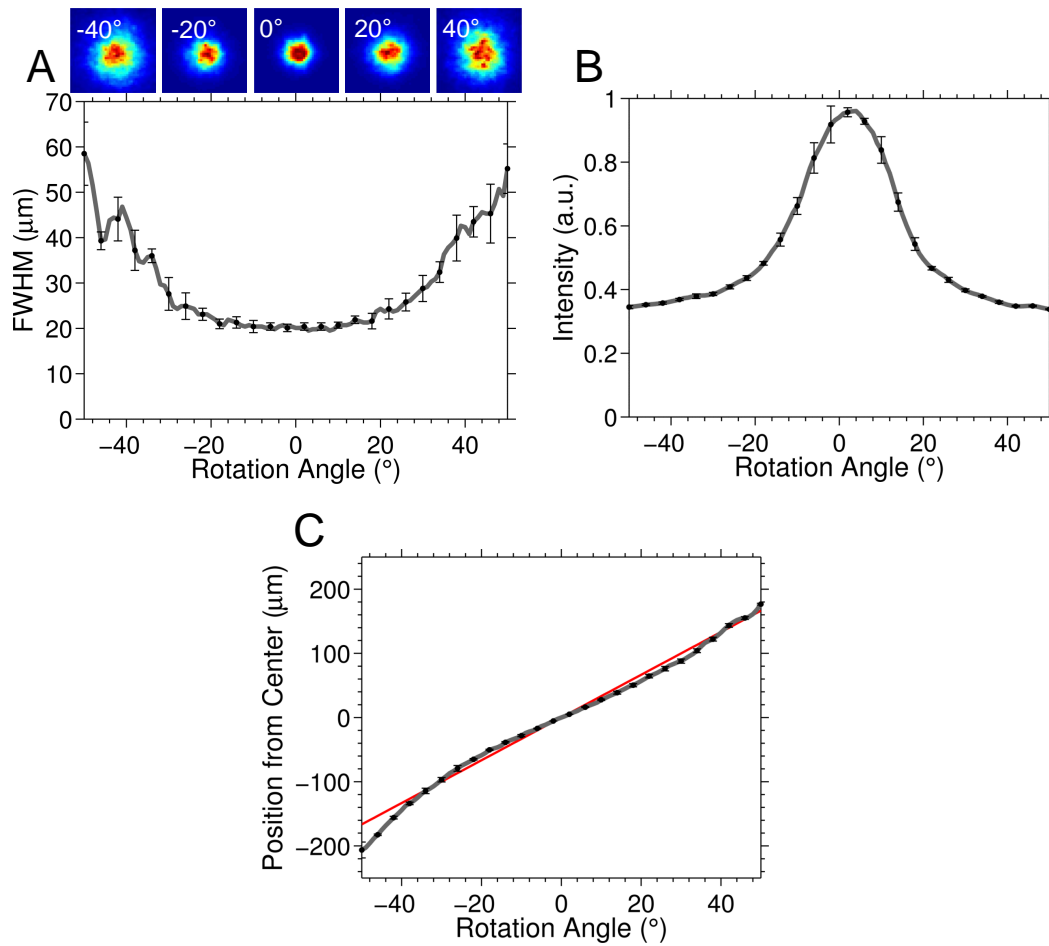 -40° -20° 0° 20° 40°
A
70
60
50
40
30
20
10
0
FWHM (μm)
−40 −20 0 20 40
Rotation Angle (°)
B
1
0.8
0.6
0.4
0.2
0
Intensity (a.u.)
−40 −20 0 20 40
Rotation Angle (°)
C
200
100
0
−100
−200
Position from Center (μm)
−40 −20 0 20 40
Rotation Angle (°)